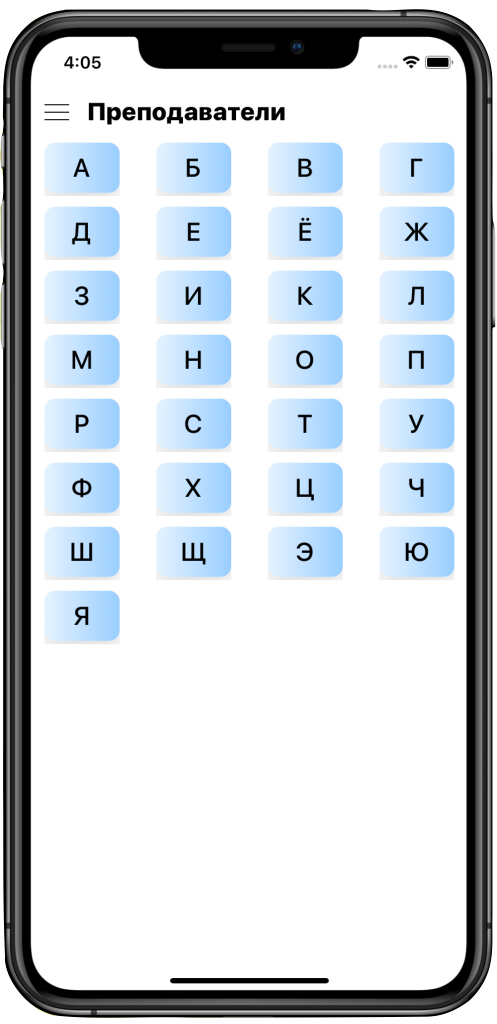 4:05
Преподаватели
А Б В Г
Д Е Ё Ж
З И К Л
М Н О П
Р С Т У
Ф Х Ц Ч
Ш Щ Э Ю
Я